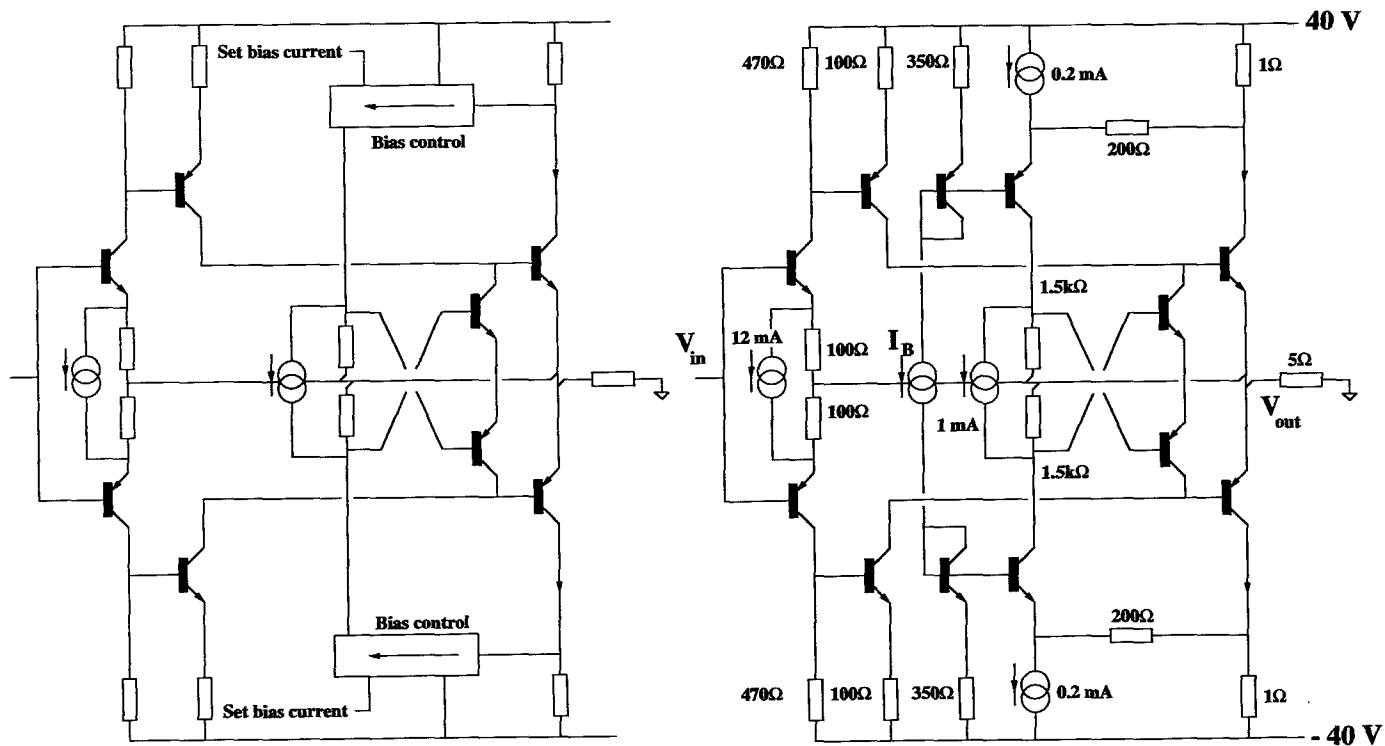 Set bias current
Bias control
Bias control
Set bias current
40 V
470Ω
100Ω
350Ω
0.2 mA
1Ω
200Ω
1.5kΩ
V in
12 mA
100Ω
I B
5Ω
100Ω
1 mA
V out
1.5kΩ
200Ω
470Ω
100Ω
350Ω
0.2 mA
1Ω
- 40 V